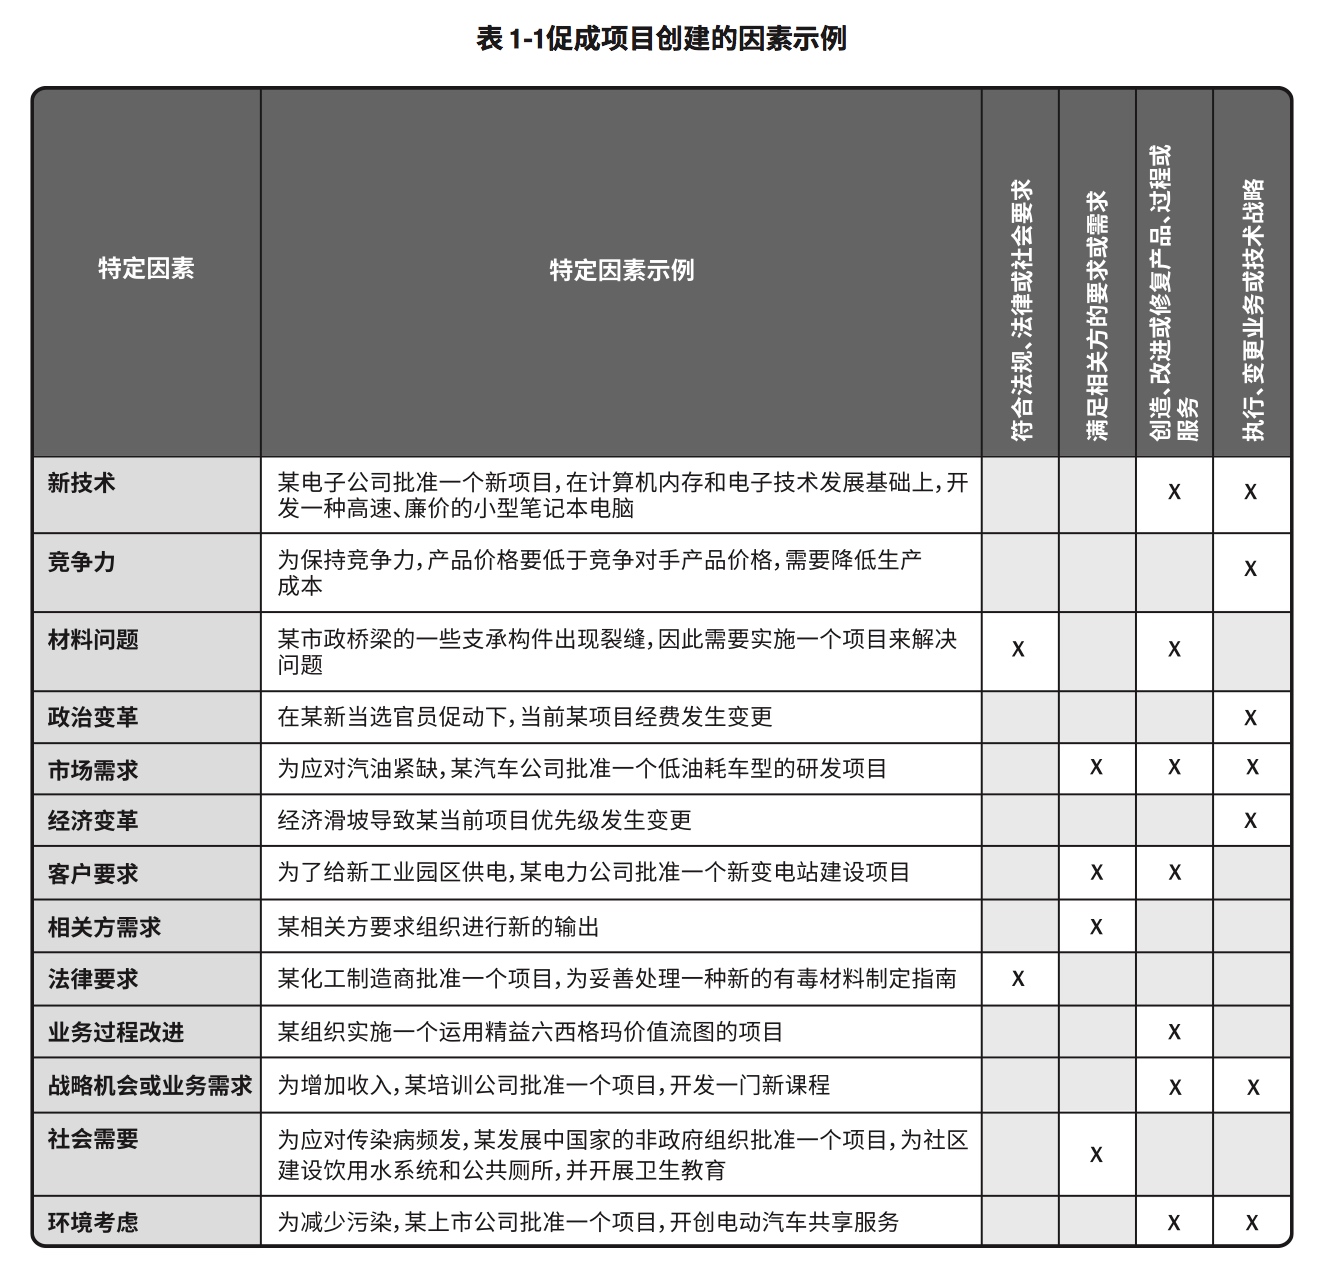 表 1-1促成项目创建的因素示例
特定因素
特定因素示例
符合法规、法律或社会要求
满足相关方的要求或需求
创造、改进或修复产品、过程或
服务
执行、变更业务或技术战略
新技术
某电子公司批准一个新项目，在计算机内存和电子技术发展基础上，开
发一种高速、廉价的小型笔记本电脑
X X
竞争力
为保持竞争力，产品价格要低于竞争对手产品价格，需要降低生产
成本
X
材料问题
某市政桥梁的一些支承构件出现裂缝，因此需要实施一个项目来解决
问题
X X
政治变革
在某新当选官员促动下，当前某项目经费发生变更
X
市场需求
为应对汽油紧缺，某汽车公司批准一个低油耗车型的研发项目
X X X
经济变革
经济滑坡导致某当前项目优先级发生变更
X
客户要求
为了给新工业园区供电，某电力公司批准一个新变电站建设项目
X X
相关方需求
某相关方要求组织进行新的输出
X
法律要求
某化工制造商批准一个项目，为妥善处理一种新的有毒材料制定指南
X
业务过程改进
某组织实施一个运用精益六西格玛价值流图的项目
X
战略机会或业务需求
为增加收入，某培训公司批准一个项目，开发一门新课程
X X
社会需要
为应对传染病频发，某发展中国家的非政府组织批准一个项目，为社区
建设饮用水系统和公共厕所，并开展卫生教育
X
环境考虑
为减少污染，某上市公司批准一个项目，开创电动汽车共享服务
X X